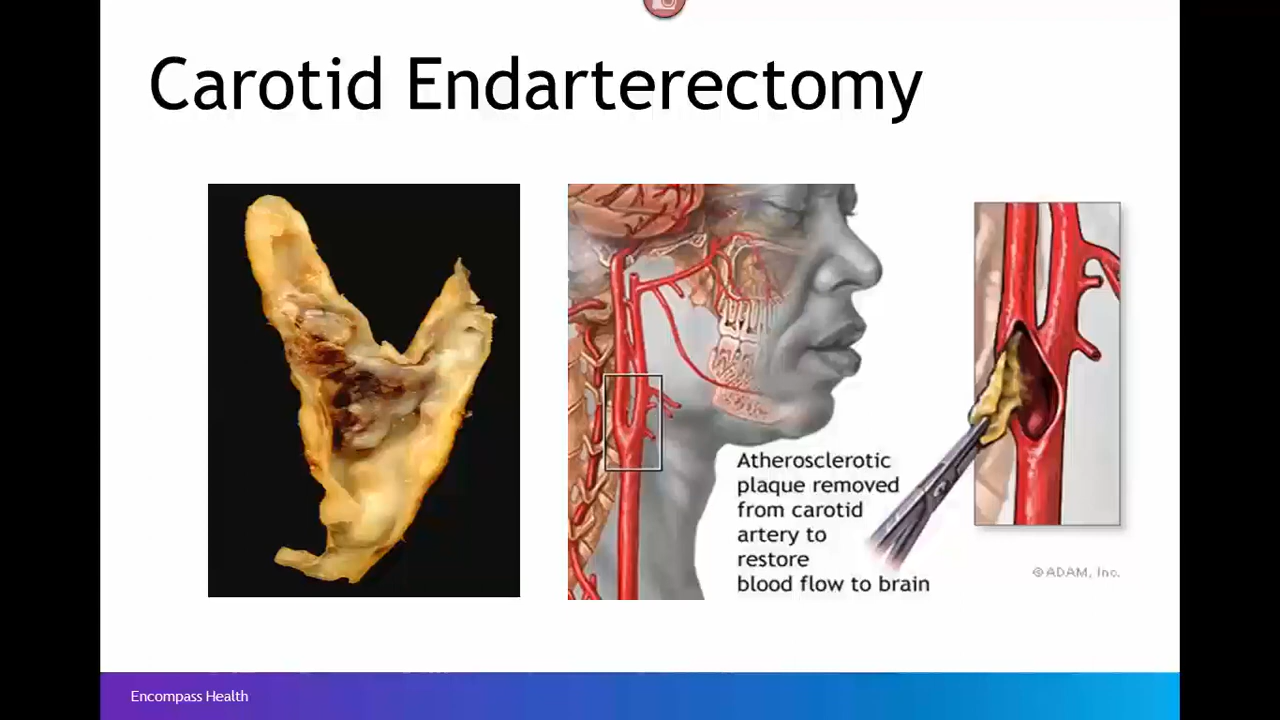 Carotid Endarterectomy
Atherosclerotic
plaque removed
from carotid
artery to
restore
blood flow to brain
©ADAM, Inc.
Encompass Health